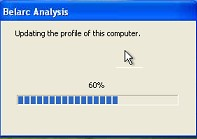 Belarc Analysis
Updating the profile of this computer.
60%